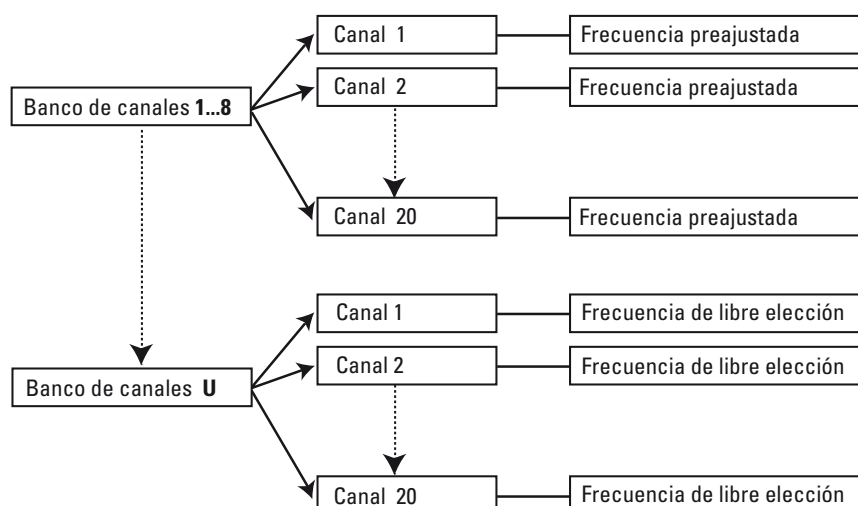 Canal 1 Frecuencia preajustada
Canal 2 Frecuencia preajustada
Banco de canales 1...8
Canal 20 Frecuencia preajustada
Canal 1 Frecuencia de libre elección
Canal 2 Frecuencia de libre elección
Banco de canales U
Canal 20 Frecuencia de libre elección